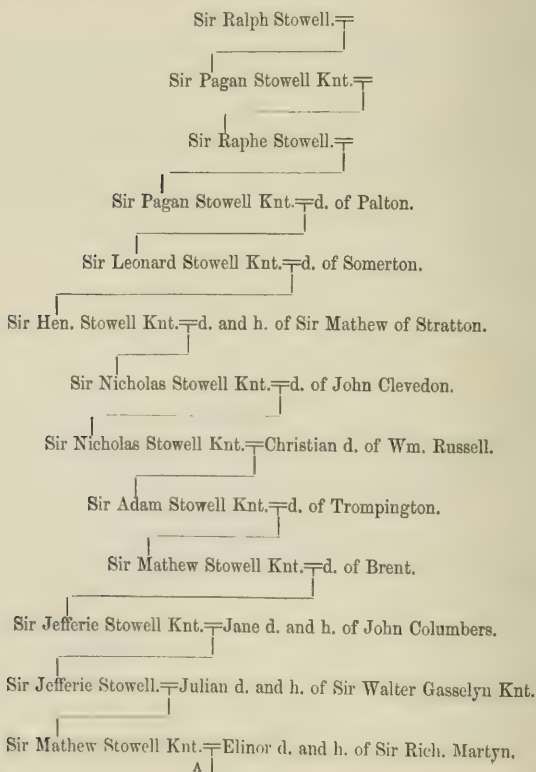 Sir Ralph Stowell.=
Sir Pagan Stowell Knt.=
Sir Raphe Stowell.=
Sir Pagan Stowell Knt.=d. of Palton.
Sir Leonard Stowell Knt.=d. of Somerton.
Sir Hen. Stowell Knt.=d. and h. of Sir Mathew of Stratton.
Sir Nicholas Stowell Knt.=d. of John Clevedon.
Sir Nicholas Stowell Knt.=Christian d. of Wm. Russell.
Sir Adam Stowell Knt.=d. of Trompington.
Sir Mathew Stowell Knt.=d. of Brent.
Sir Jefferie Stowell Knt.=Jane d. and h. of John Columbers.
Sir Jefferie Stowell.=Julian d. and h. of Sir Walter Gasselyn Knt.
Sir Mathew Stowell Knt.=Elinor d. and h. of Sir Rich. Martyn.
A